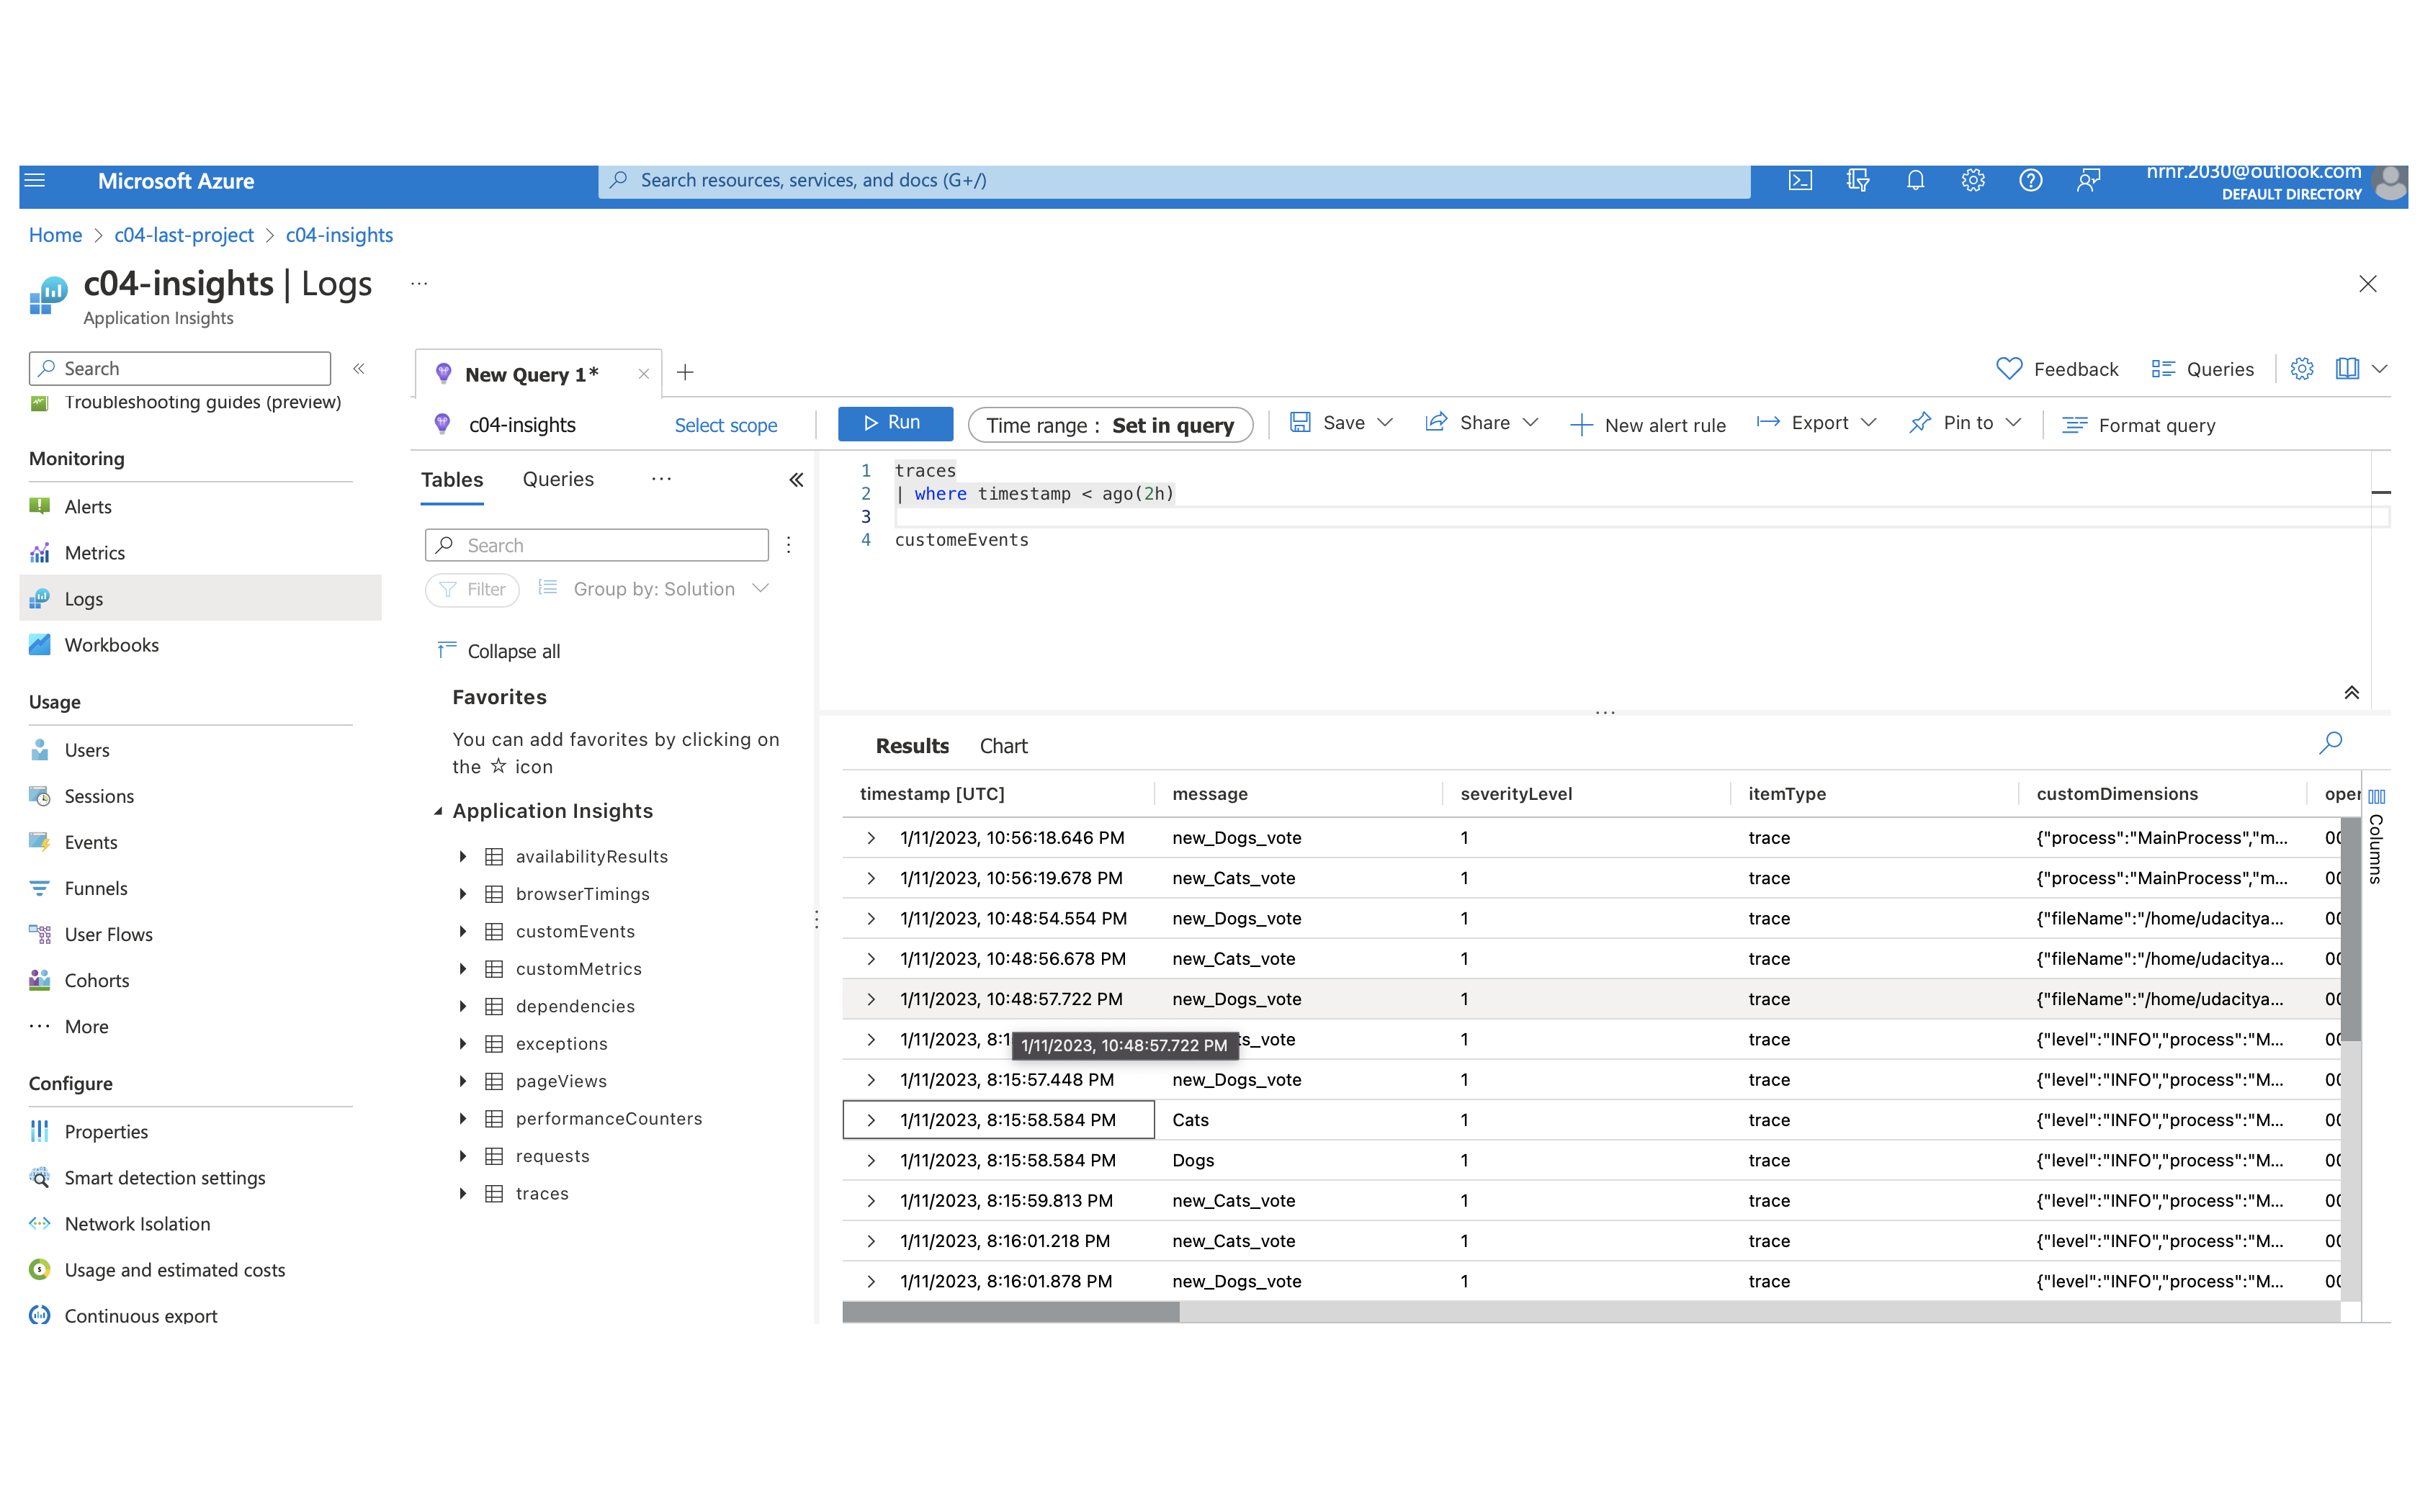 Microsoft Azure
Search resources, services, and docs (G+/)
nrnr.2030@outlook.com
DEFAULT DIRECTORY
Home > c04-last-project > c04-insights
c04-insights | Logs ...
Application Insights
Search
Troubleshooting guides (preview)
Monitoring
Alerts
Metrics
Logs
Workbooks
Usage
Users
Sessions
Events
Funnels
User Flows
Cohorts
More
Configure
Properties
Smart detection settings
Network Isolation
Usage and estimated costs
Continuous export
New Query 1*
Feedback
Queries
c04-insights
Select scope
Run
Time range : Set in query
Save
Share
New alert rule
Export
Pin to
Format query
Tables
Queries
...
Search
Filter
Group by: Solution
Collapse all
Favorites
You can add favorites by clicking on
the ☆ icon
Application Insights
availabilityResults
browserTimings
customEvents
customMetrics
dependencies
exceptions
pageViews
performanceCounters
requests
traces
1 traces
2 | where timestamp < ago(2h)
3
4 customeEvents
Results Chart
timestamp [UTC] message severityLevel itemType customDimensions oper
1/11/2023, 10:56:18.646 PM new_Dogs_vote 1 trace {"process":"MainProcess","m...
1/11/2023, 10:56:19.678 PM new_Cats_vote 1 trace {"process":"MainProcess","m...
1/11/2023, 10:48:54.554 PM new_Dogs_vote 1 trace {"fileName":"/home/udacitya...
1/11/2023, 10:48:56.678 PM new_Cats_vote 1 trace {"fileName":"/home/udacitya...
1/11/2023, 10:48:57.722 PM new_Dogs_vote 1 trace {"fileName":"/home/udacitya...
1/11/2023, 8:1 ts_vote 1 trace {"level":"INFO","process":"M...
1/11/2023, 10:48:57.722 PM
1/11/2023, 8:15:57.448 PM new_Dogs_vote 1 trace {"level":"INFO","process":"M...
1/11/2023, 8:15:58.584 PM Cats 1 trace {"level":"INFO","process":"M...
1/11/2023, 8:15:58.584 PM Dogs 1 trace {"level":"INFO","process":"M...
1/11/2023, 8:15:59.813 PM new_Cats_vote 1 trace {"level":"INFO","process":"M...
1/11/2023, 8:16:01.218 PM new_Cats_vote 1 trace {"level":"INFO","process":"M...
1/11/2023, 8:16:01.878 PM new_Dogs_vote 1 trace {"level":"INFO","process":"M...
Columns